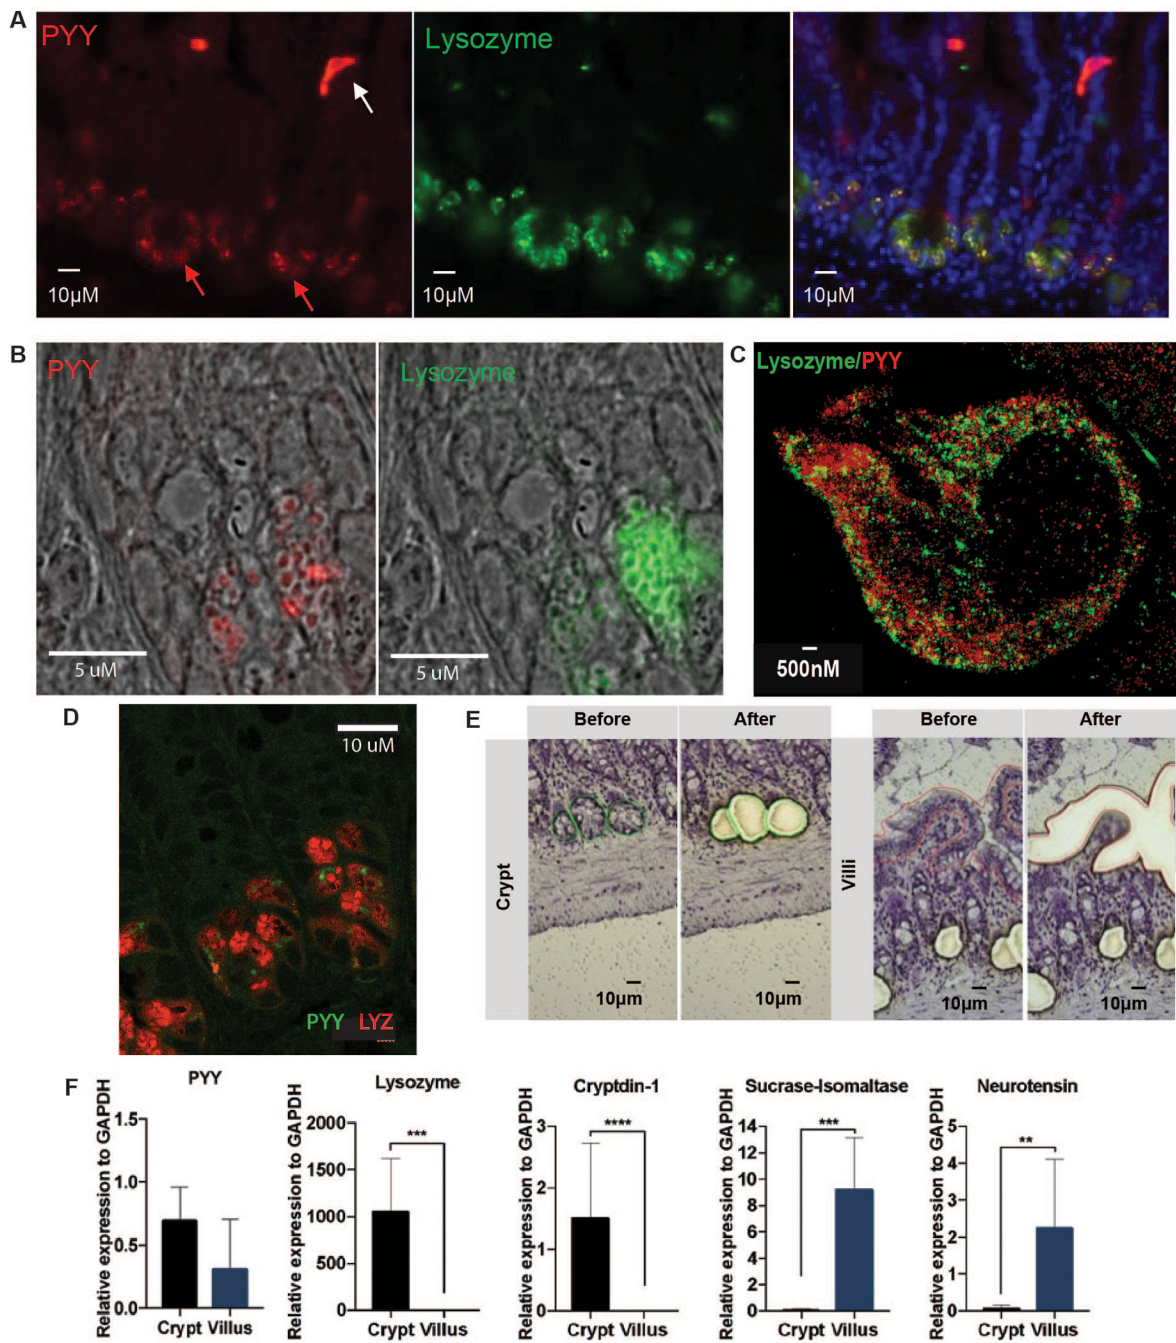 A
PYY
Lysozyme
10µM
10µM
10µM
B
PYY
Lysozyme
5 uM
5 uM
C
Lysozyme/PYY
500nM
D
10 uM
PYY LYZ
E
Before
After
Before
After
Crypt
Villi
10µm
10µm
10µm
10µm
F
PYY
Relative expression to GAPDH
1.5
1.0
0.5
0.0
Crypt Villus
Lysozyme
Relative expression to GAPDH
2000
1500
1000
500
0
***
Crypt Villus
Cryptdin-1
Relative expression to GAPDH
3
2
1
0
****
Crypt Villus
Sucrase-Isomaltase
Relative expression to GAPDH
14
12
10
8
6
4
2
0
***
Crypt Villus
Neurotensin
Relative expression to GAPDH
5
4
3
2
1
0
**
Crypt Villus